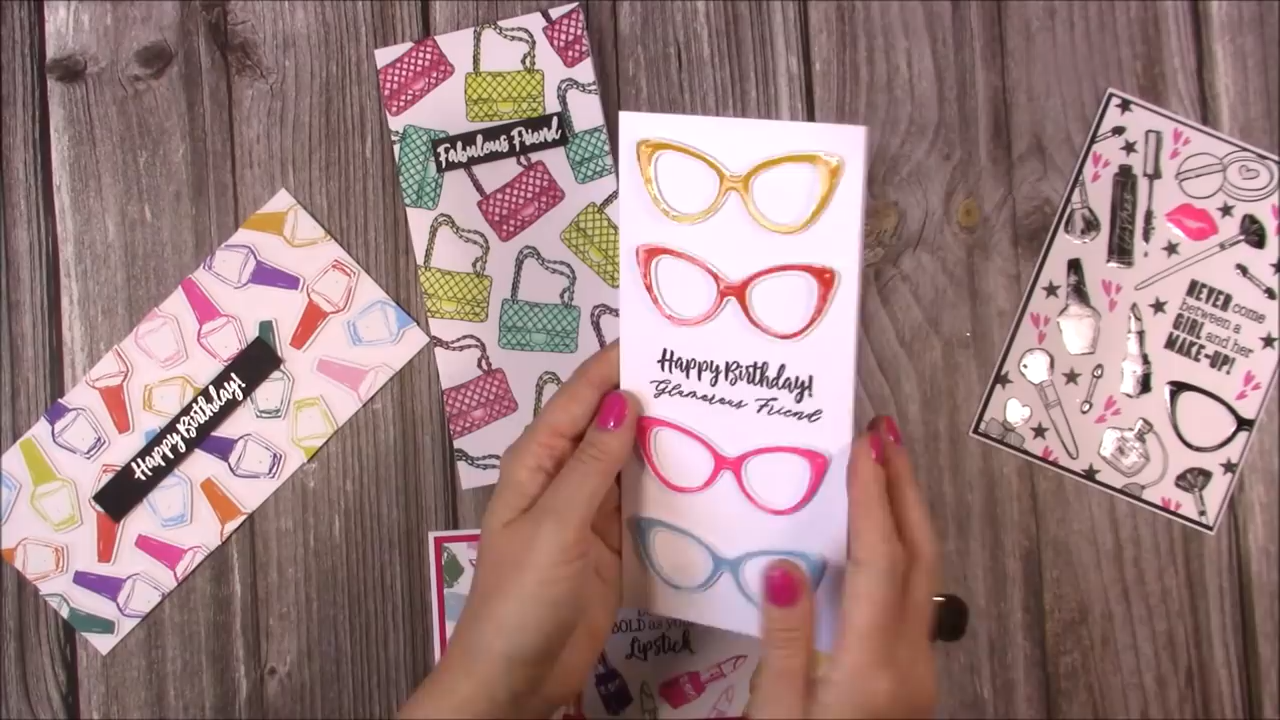 Fabulous Friend
Happy Birthday!
Happy Birthday!
Glamorous Friend
NEVER come
between a
GIRL and her
MAKE-UP!
Lashes
BOLD as your
Lipstick